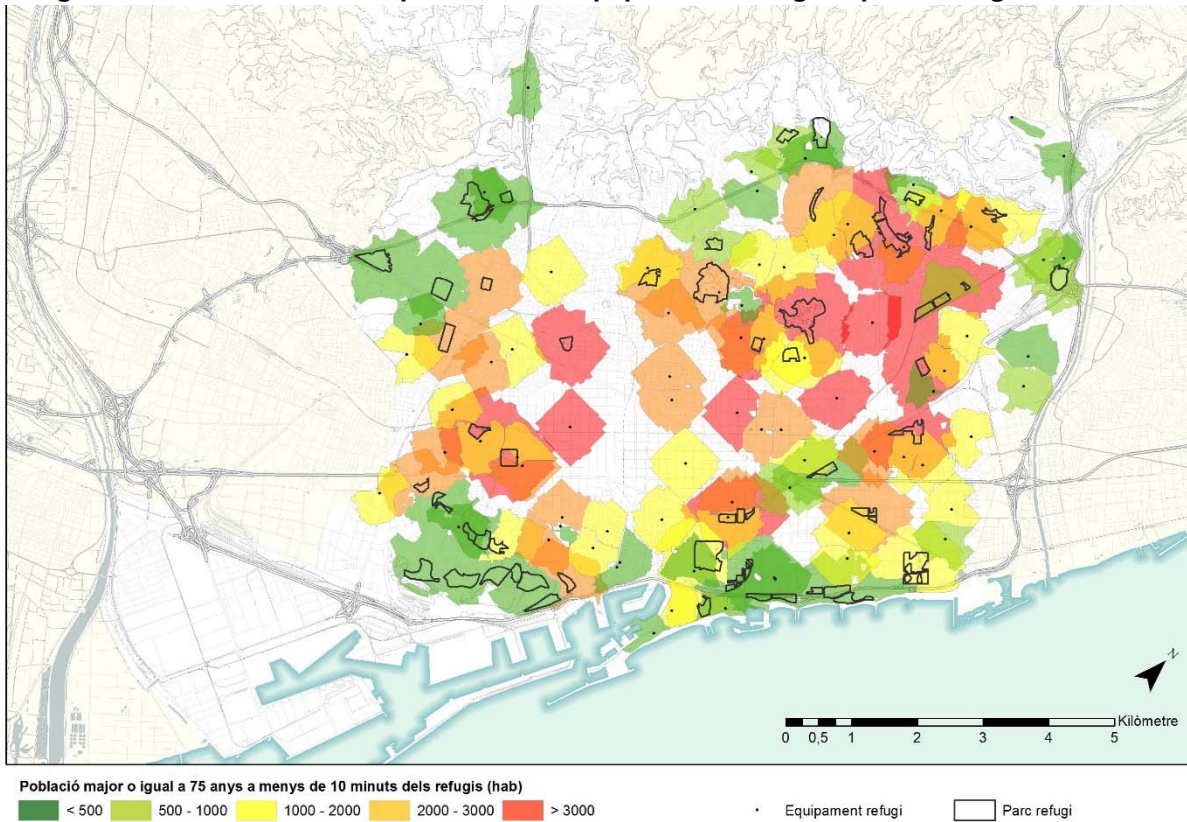 N
Kilòmetre
0 0,5 1 2 3 4 5
Població major o igual a 75 anys a menys de 10 minuts dels refugis (hab)
< 500 500 - 1000 1000 - 2000 2000 - 3000 > 3000 Equipament refugi Parc refugi